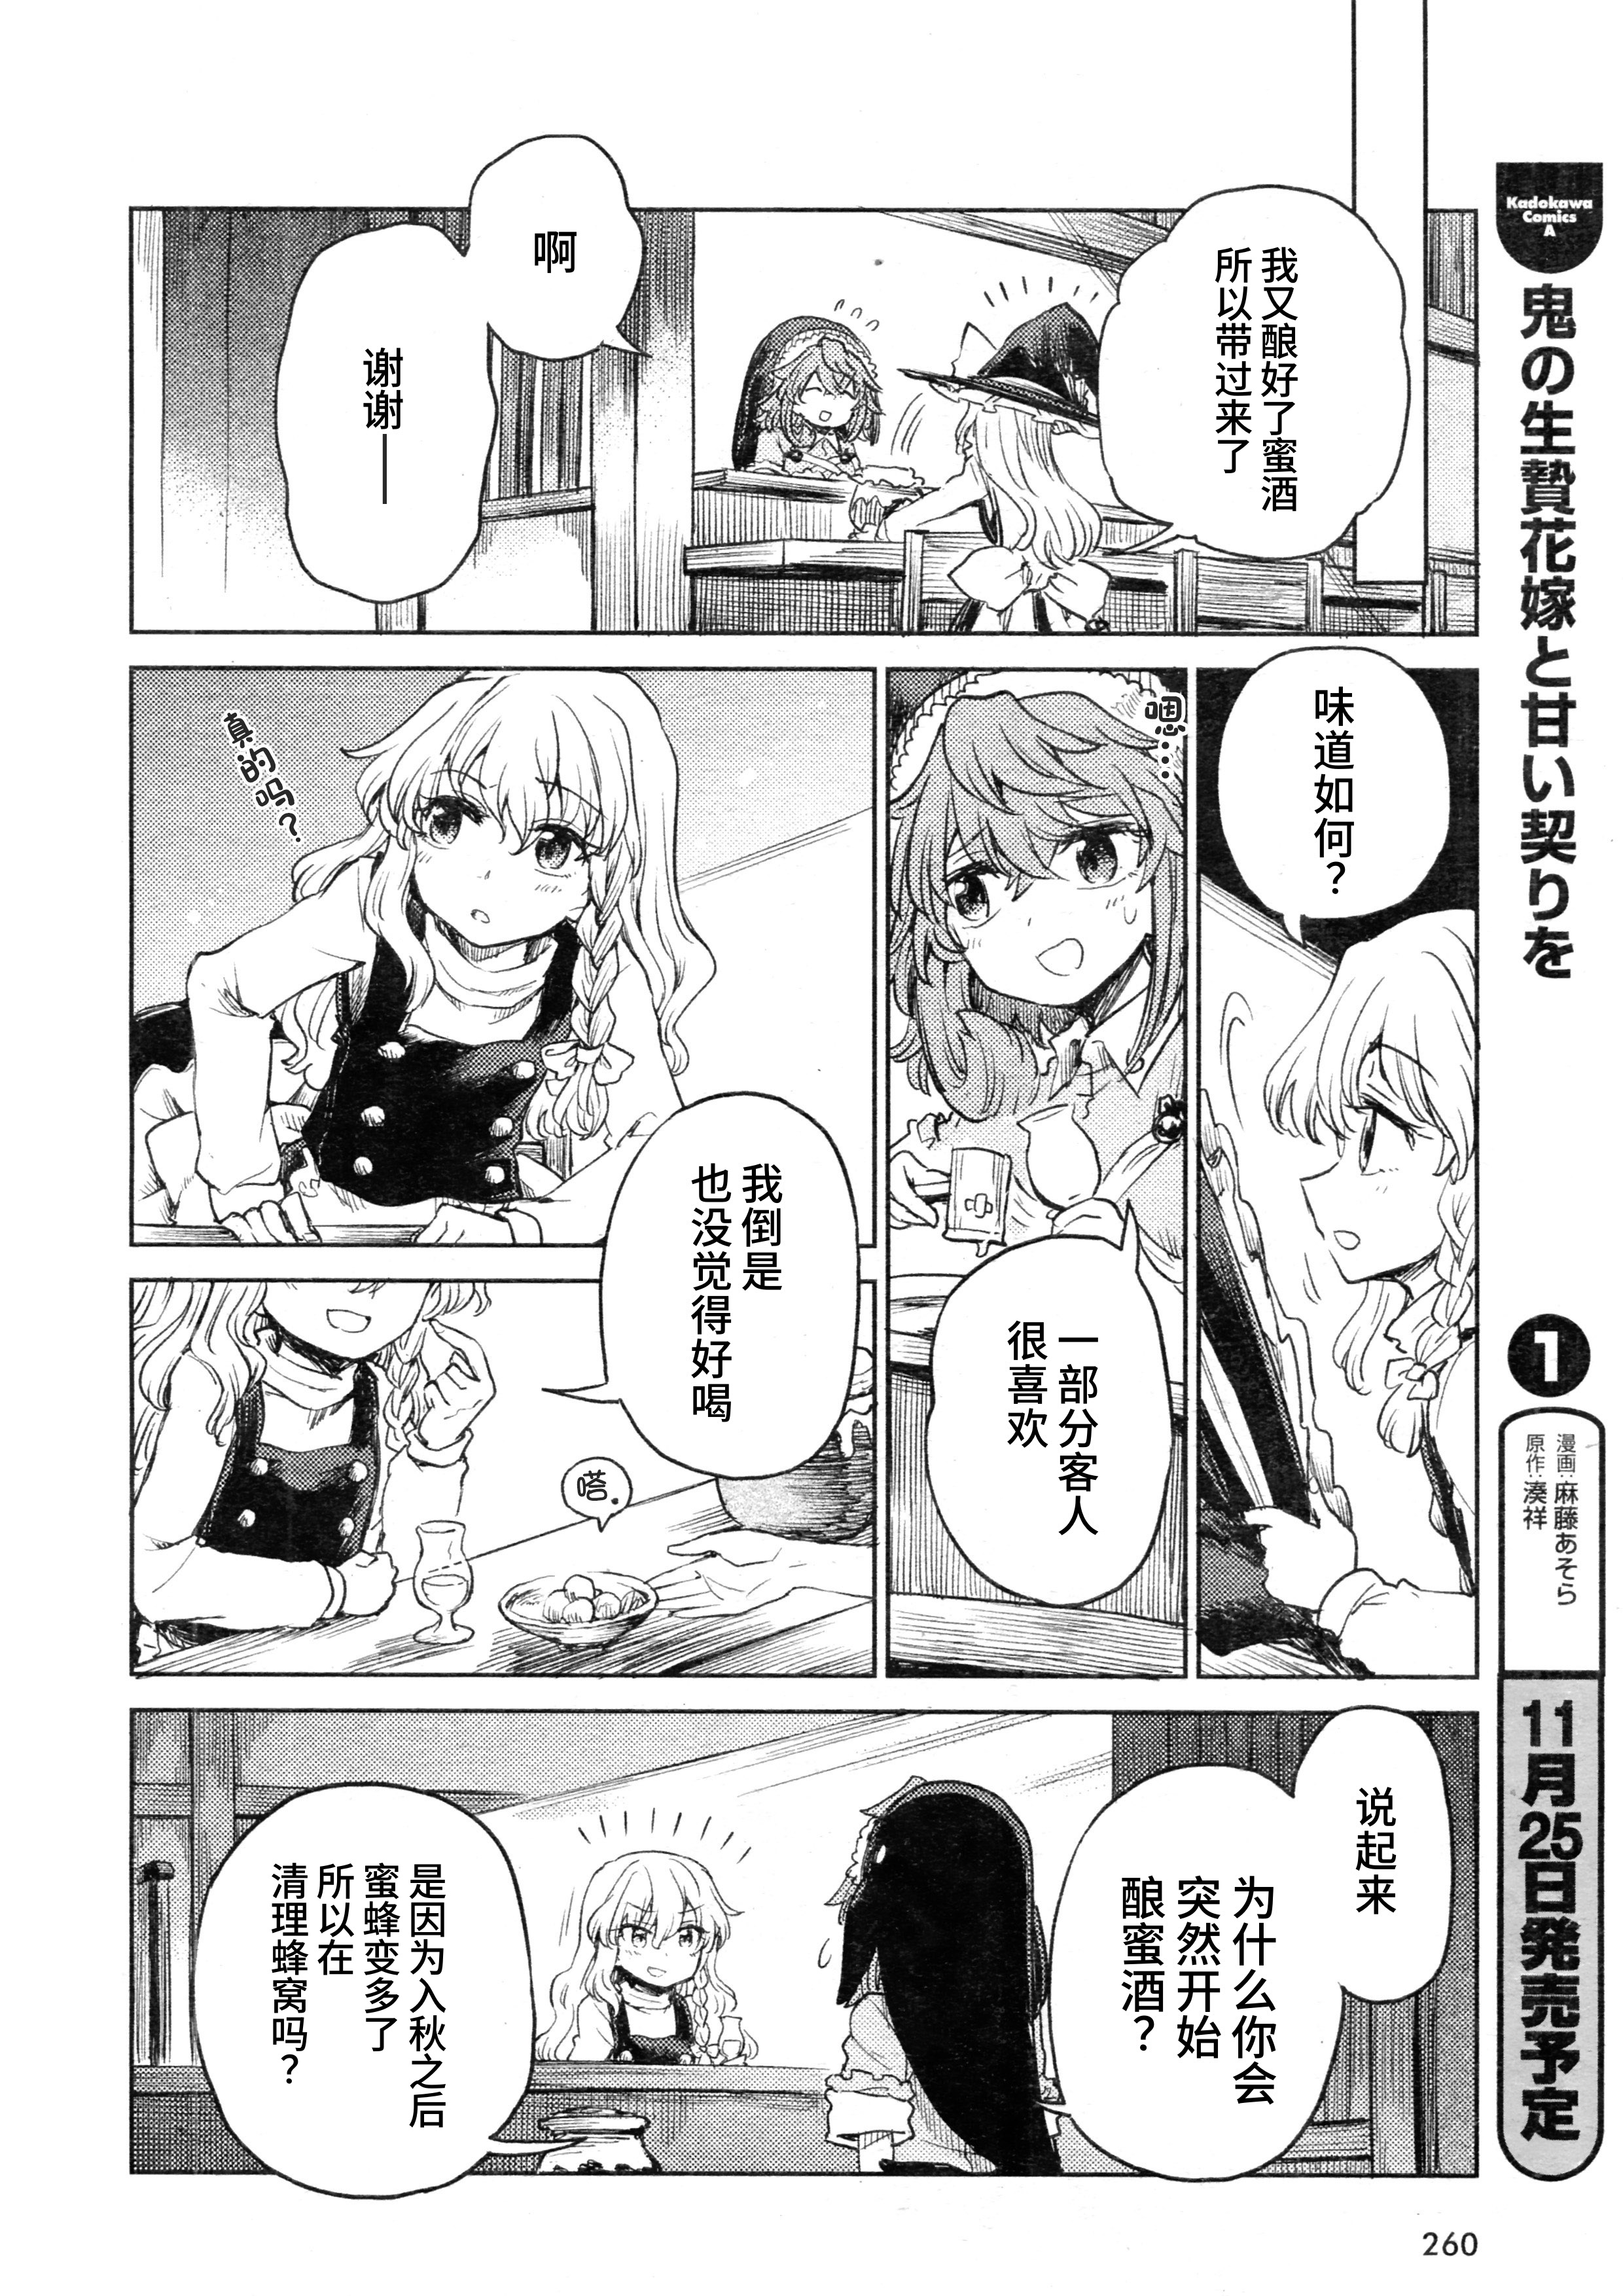 我又酿好了蜜酒
所以带过来了
啊
谢谢——
味道如何？
嗯……
一部分客人
很喜欢
真的吗？
我倒是
也没觉得好喝
嗒.
说起来
为什么你会
突然开始
酿蜜酒？
是因为入秋之后
蜜蜂变多了
所以在
清理蜂窝吗？
Kadokawa
Comics
A
鬼の生贄花嫁と甘い契りを
1
漫画:麻藤あそら
原作:湊祥
11月25日発売予定
260